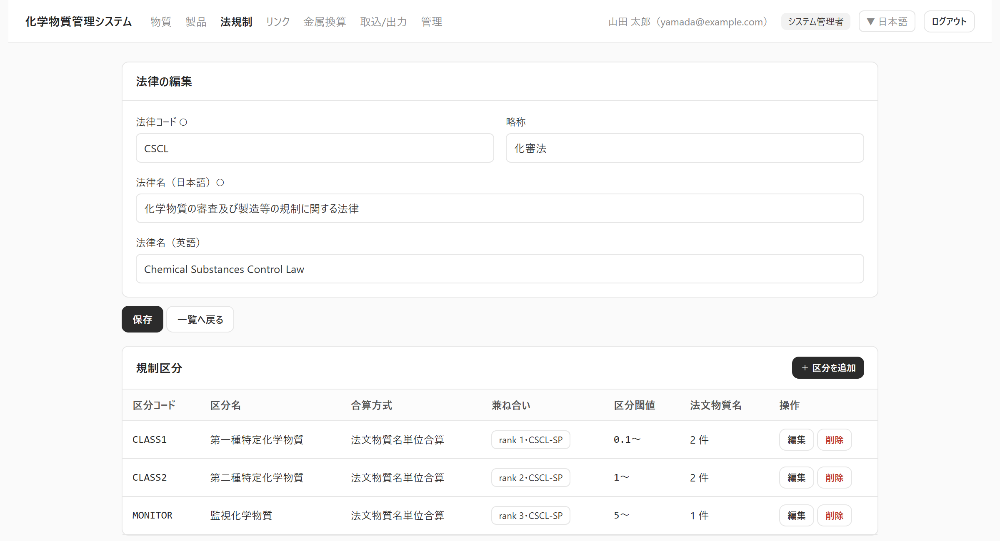 化学物質管理システム 物質 製品 法規制 リンク 金属換算 取込/出力 管理 山田 太郎（yamada@example.com） システム管理者 ▼ 日本語 ログアウト
法律の編集
法律コード ○ 略称
CSCL 化審法
法律名（日本語）○
化学物質の審査及び製造等の規制に関する法律
法律名（英語）
Chemical Substances Control Law
保存 一覧へ戻る
規制区分 ＋ 区分を追加
区分コード 区分名 合算方式 兼ね合い 区分閾値 法文物質名 操作
CLASS1 第一種特定化学物質 法文物質名単位合算 rank 1・CSCL-SP 0.1～ 2 件 編集 削除
CLASS2 第二種特定化学物質 法文物質名単位合算 rank 2・CSCL-SP 1～ 2 件 編集 削除
MONITOR 監視化学物質 法文物質名単位合算 rank 3・CSCL-SP 5～ 1 件 編集 削除